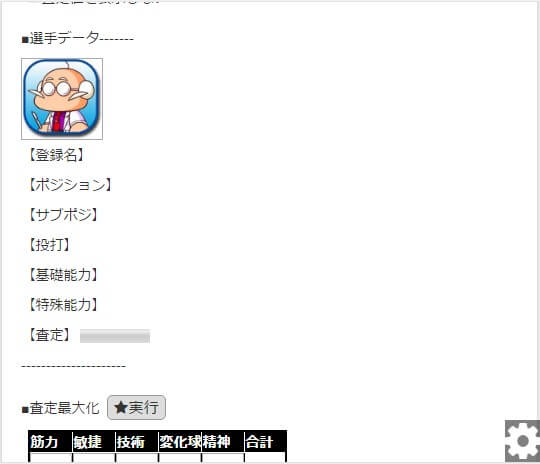 ■選手データ-------
【登録名】
【ポジション】
【サブポジ】
【投打】
【基礎能力】
【特殊能力】
【査定】
---------------------
■査定最大化 ★実行
筋力 敏捷 技術 変化球 精神 合計